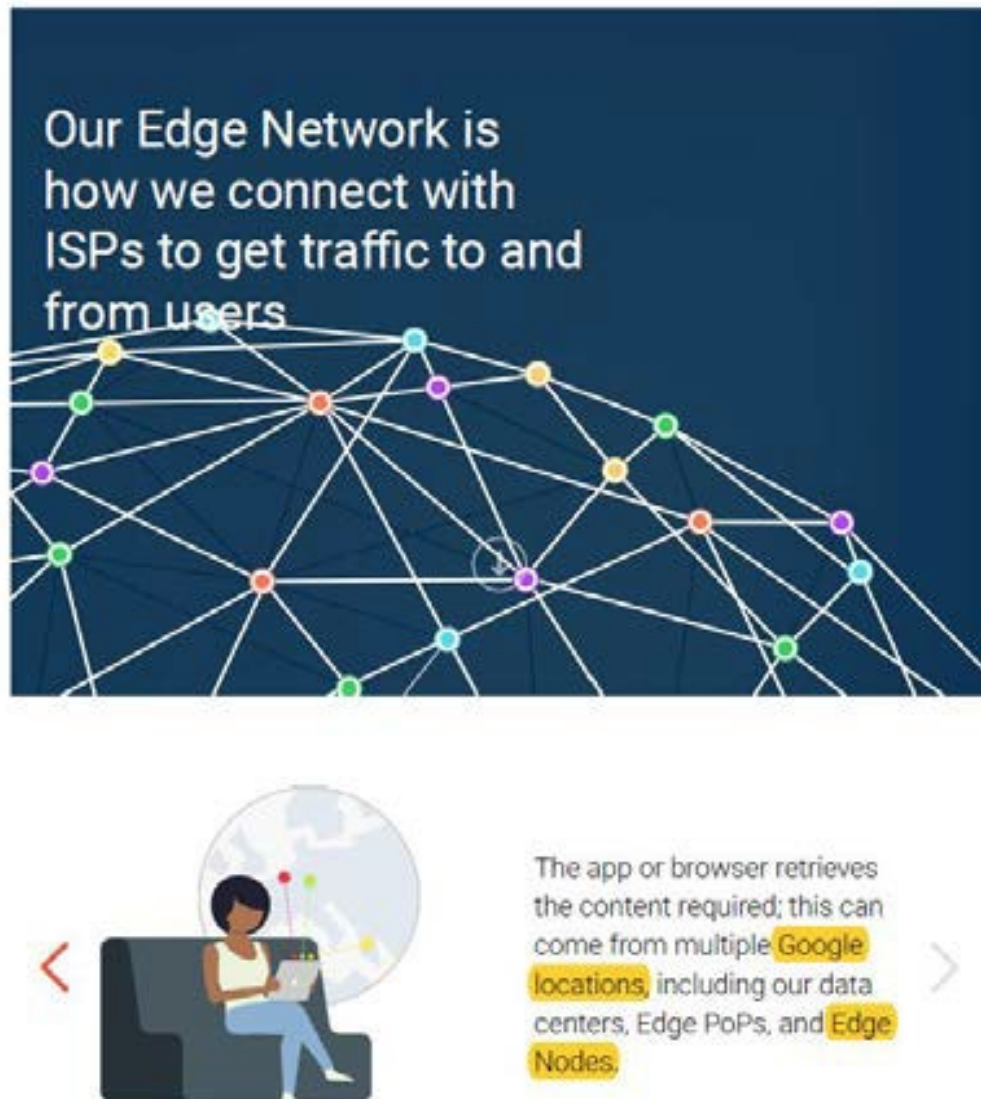 Our Edge Network is
how we connect with
ISPs to get traffic to and
from users
The app or browser retrieves
the content required; this can
come from multiple Google
locations, including our data
centers, Edge PoPs, and Edge
Nodes.